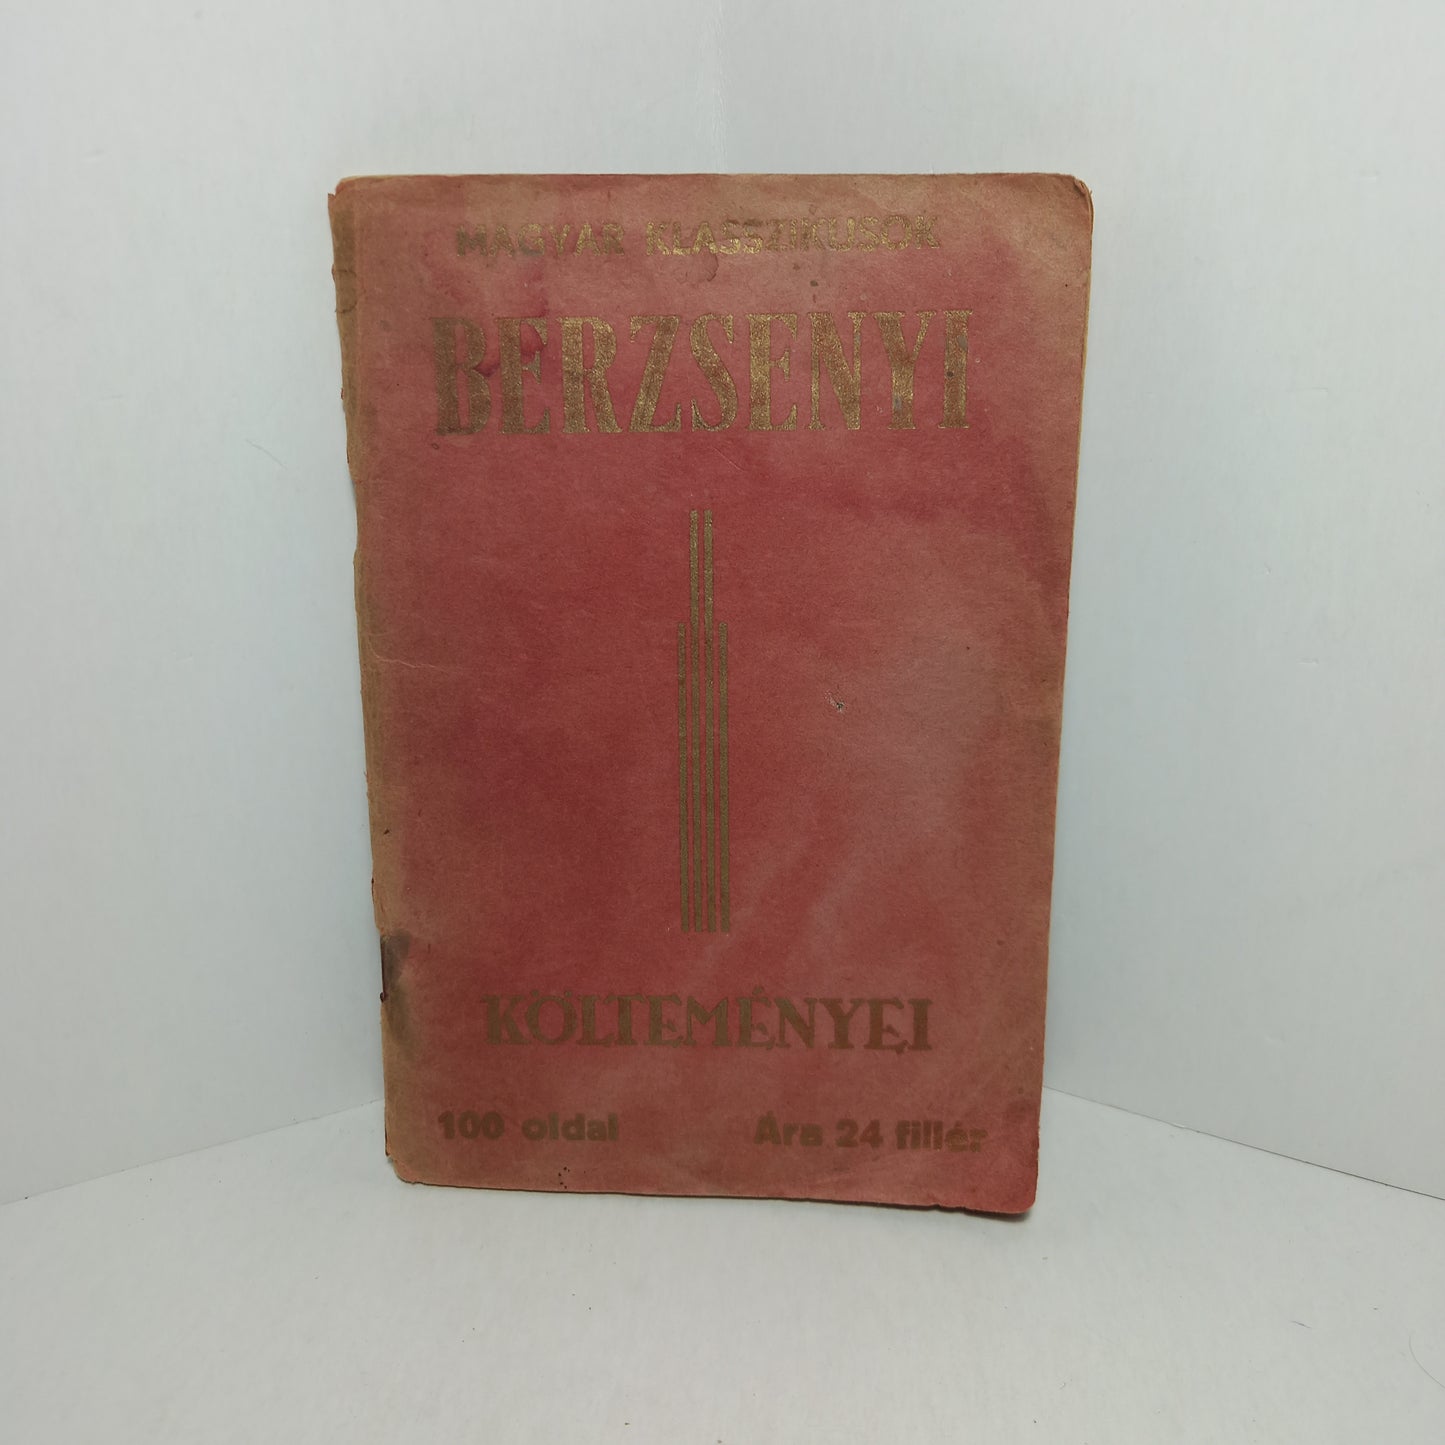 MAGYAR KLASSZIKUSOK
BERZSENYI
KÖLTEMÉNYEI
100 oldal Ára 24 fillér